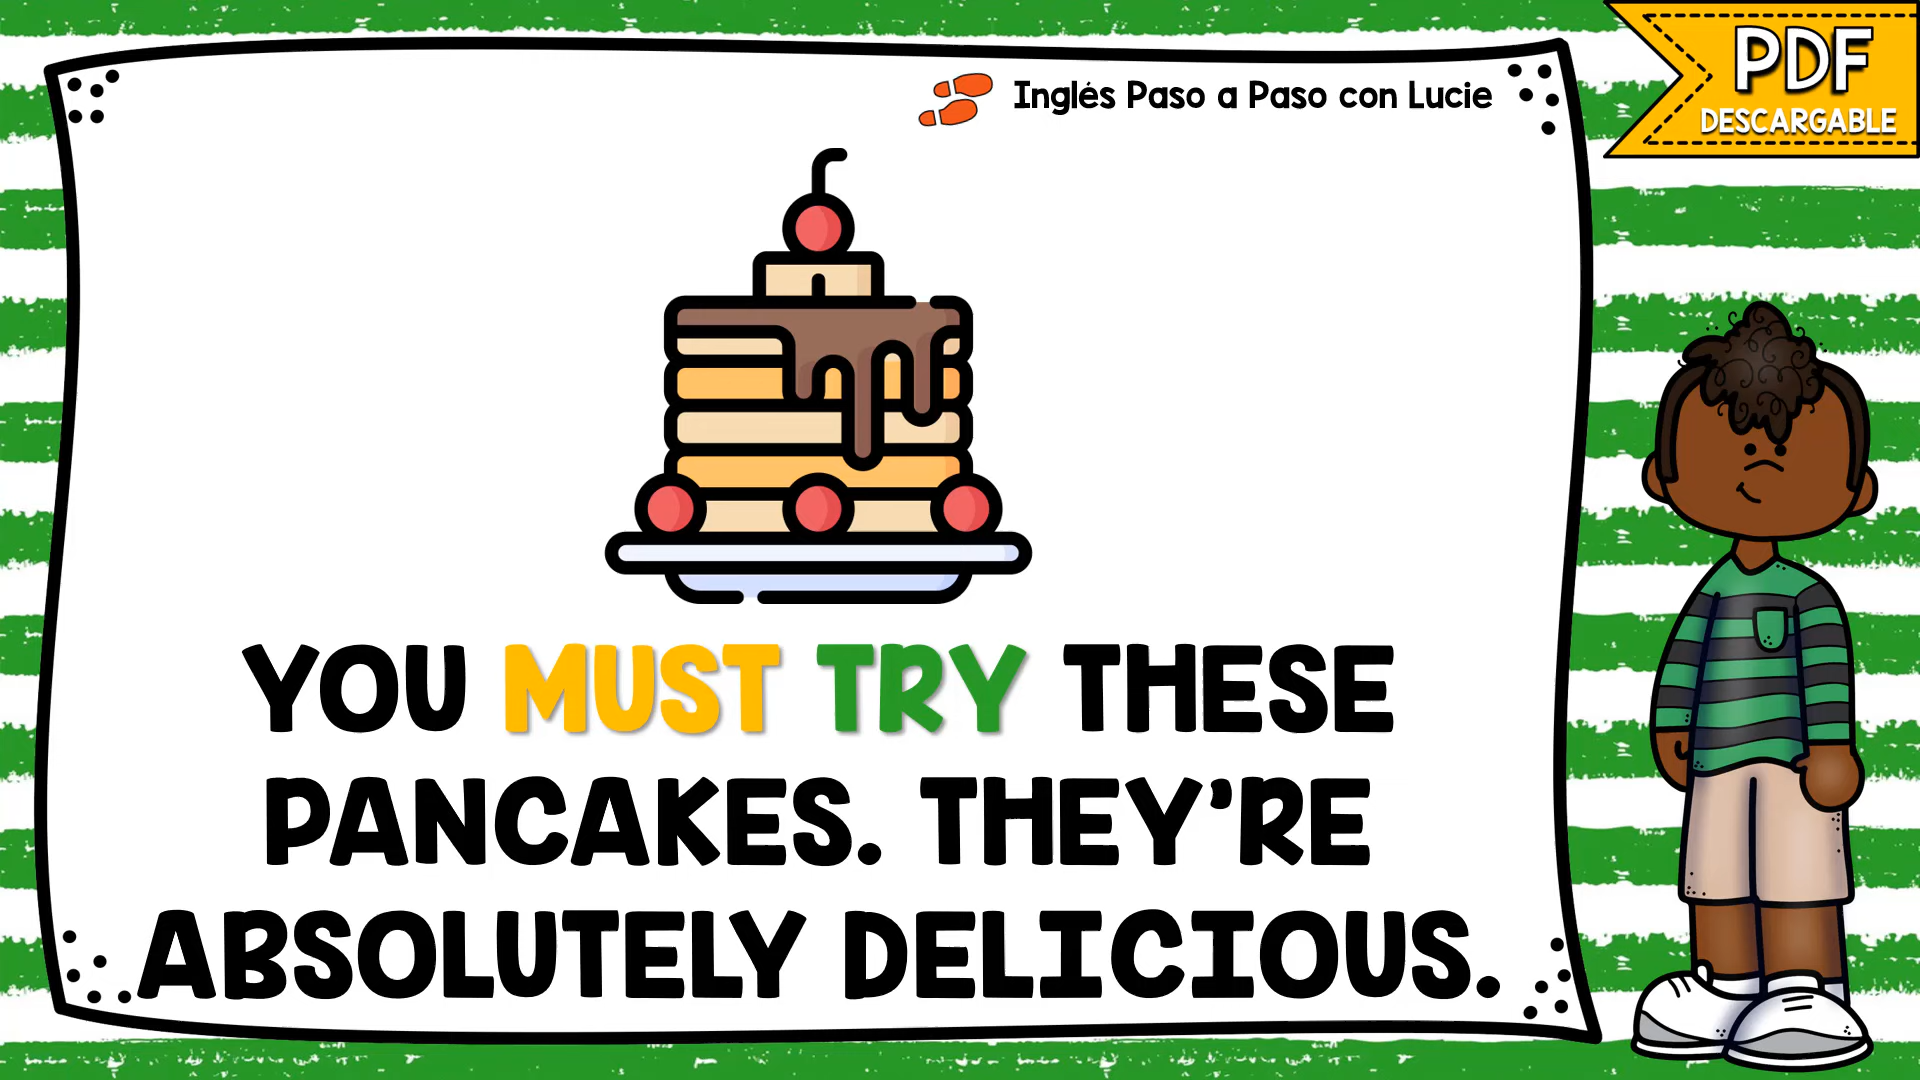 Inglés Paso a Paso con Lucie
PDF
DESCARGABLE
YOU MUST TRY THESE
PANCAKES. THEY'RE
ABSOLUTELY DELICIOUS.